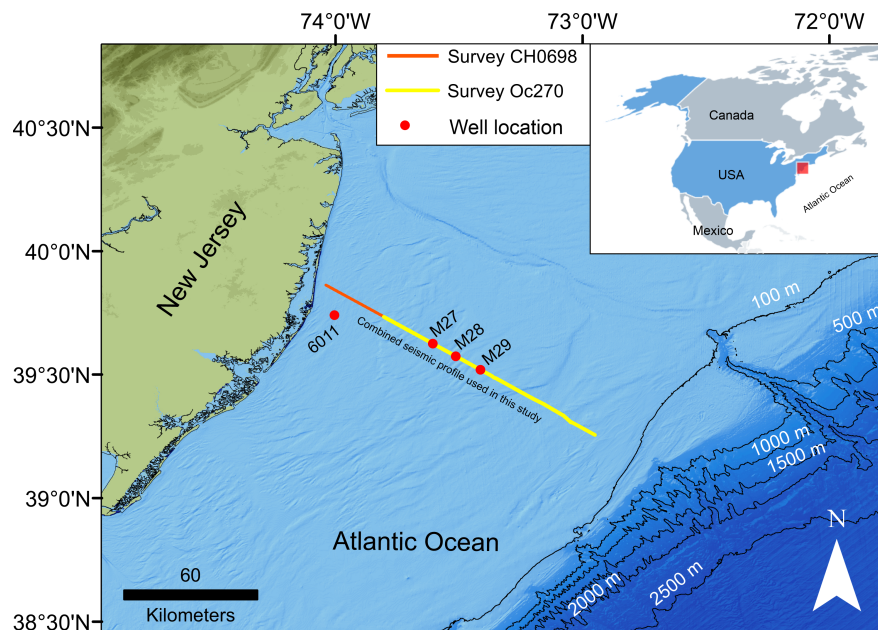 74°0'W
73°0'W
72°0'W
Survey CH0698
Survey Oc270
Well location
Canada
USA
Atlantic Ocean
Mexico
40°30'N
40°0'N
39°30'N
39°0'N
38°30'N
New Jersey
6011
M27
M28
M29
Combined seismic profile used in this study
100 m
500 m
1000 m
1500 m
2000 m
2500 m
Atlantic Ocean
N
60
Kilometers